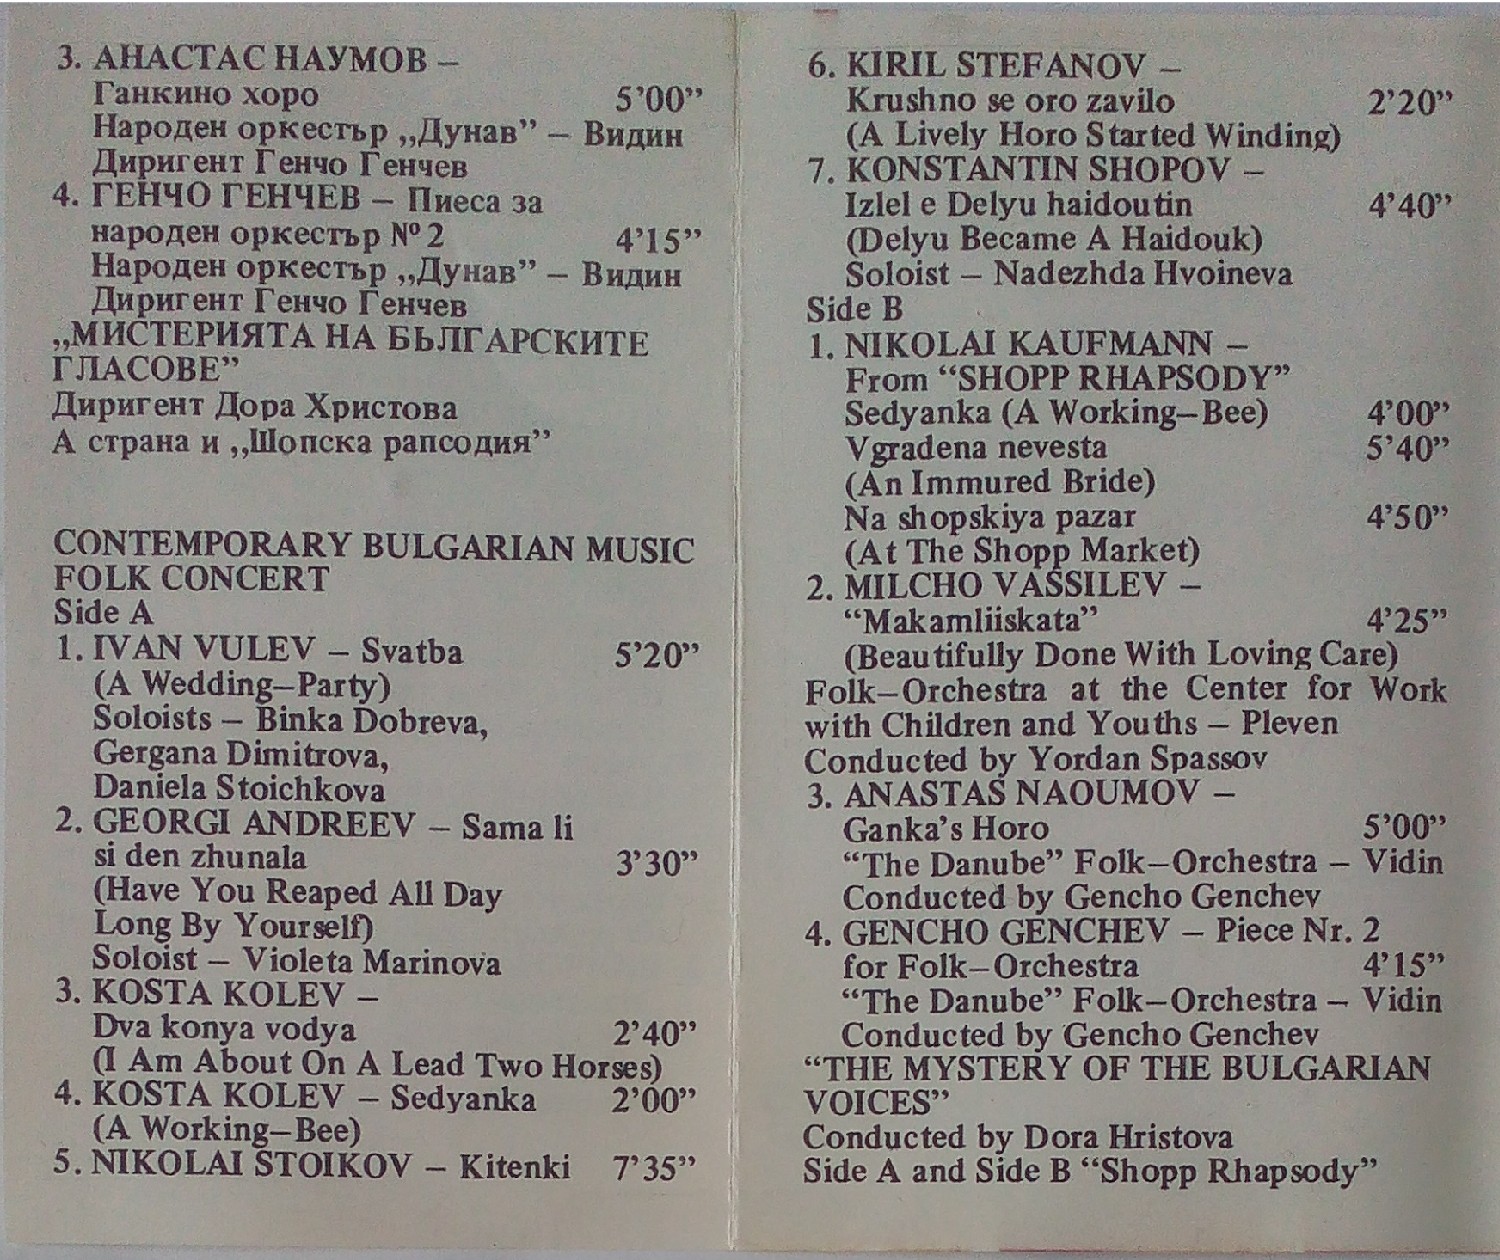 3. АНАСТАС НАУМОВ –
Ганкино хоро 5’00”
Народен оркестър „Дунав” – Видин
Диригент Генчо Генчев
4. ГЕНЧО ГЕНЧЕВ – Пиеса за
народен оркестър Nº 2 4’15”
Народен оркестър „Дунав” – Видин
Диригент Генчо Генчев
„МИСТЕРИЯТА НА БЪЛГАРСКИТЕ
ГЛАСОВЕ”
Диригент Дора Христова
А страна и „Шопска рапсодия”
CONTEMPORARY BULGARIAN MUSIC
FOLK CONCERT
Side A
1. IVAN VULEV – Svatba 5’20”
(A Wedding–Party)
Soloists – Binka Dobreva,
Gergana Dimitrova,
Daniela Stoichkova
2. GEORGI ANDREEV – Sama li
si den zhunala 3’30”
(Have You Reaped All Day
Long By Yourself)
Soloist – Violeta Marinova
3. KOSTA KOLEV –
Dva konya vodya 2’40”
(I Am About On A Lead Two Horses)
4. KOSTA KOLEV – Sedyanka 2’00”
(A Working–Bee)
5. NIKOLAI STOIKOV – Kitenki 7’35”
6. KIRIL STEFANOV –
Krushno se oro zavilo 2’20”
(A Lively Horo Started Winding)
7. KONSTANTIN SHOPOV –
Izlel e Delyu haidoutin 4’40”
(Delyu Became A Haidouk)
Soloist – Nadezhda Hvoineva
Side B
1. NIKOLAI KAUFMANN –
From “SHOPP RHAPSODY”
Sedyanka (A Working–Bee) 4’00”
Vgradena nevesta 5’40”
(An Immured Bride)
Na shopskiya pazar 4’50”
(At The Shopp Market)
2. MILCHO VASSILEV –
“Makamliiskata” 4’25”
(Beautifully Done With Loving Care)
Folk–Orchestra at the Center for Work
with Children and Youths – Pleven
Conducted by Yordan Spassov
3. ANASTAS NAOUMOV –
Ganka’s Horo 5’00”
“The Danube” Folk–Orchestra – Vidin
Conducted by Gencho Genchev
4. GENCHO GENCHEV – Piece Nr. 2
for Folk–Orchestra 4’15”
“The Danube” Folk–Orchestra – Vidin
Conducted by Gencho Genchev
“THE MYSTERY OF THE BULGARIAN
VOICES”
Conducted by Dora Hristova
Side A and Side B “Shopp Rhapsody”